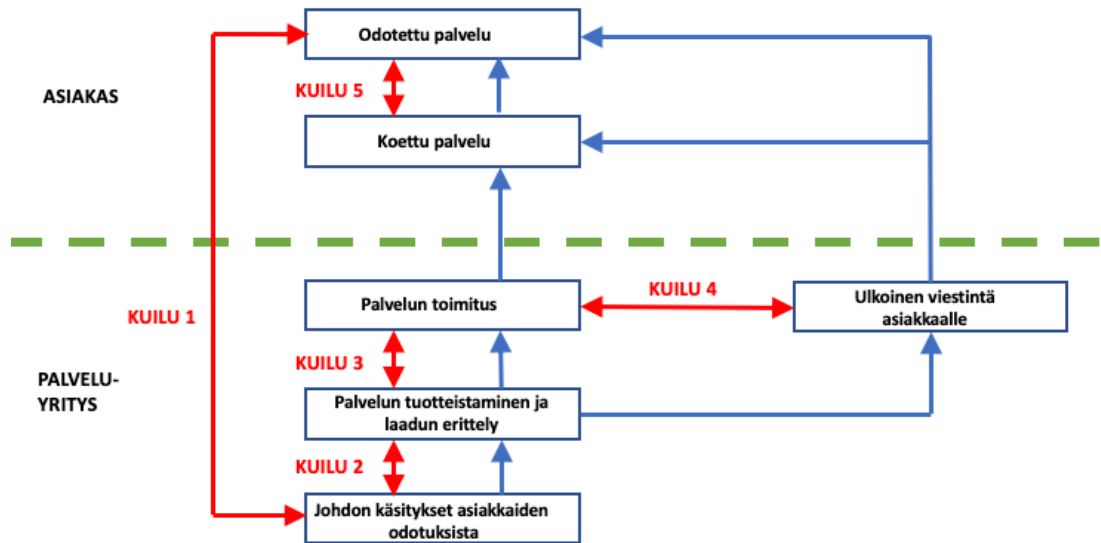 Odotettu palvelu
KUILU 5
ASIAKAS
Koettu palvelu
Palvelun toimitus
KUILU 4
Ulkoinen viestintä
asiakkaalle
KUILU 1
KUILU 3
PALVELU-
YRITYS
Palvelun tuotteistaminen ja
laadun erittely
KUILU 2
Johdon käsitykset asiakkaiden
odotuksista